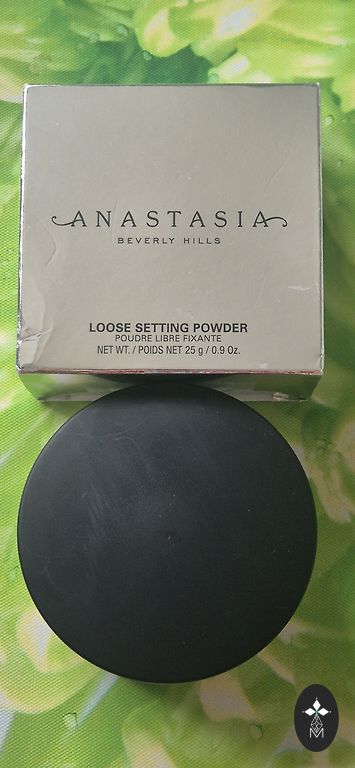 ANASTASIA
BEVERLY HILLS
LOOSE SETTING POWDER
POUDRE LIBRE FIXANTE
NET WT. / POIDS NET 25 g / 0.9 Oz.
M